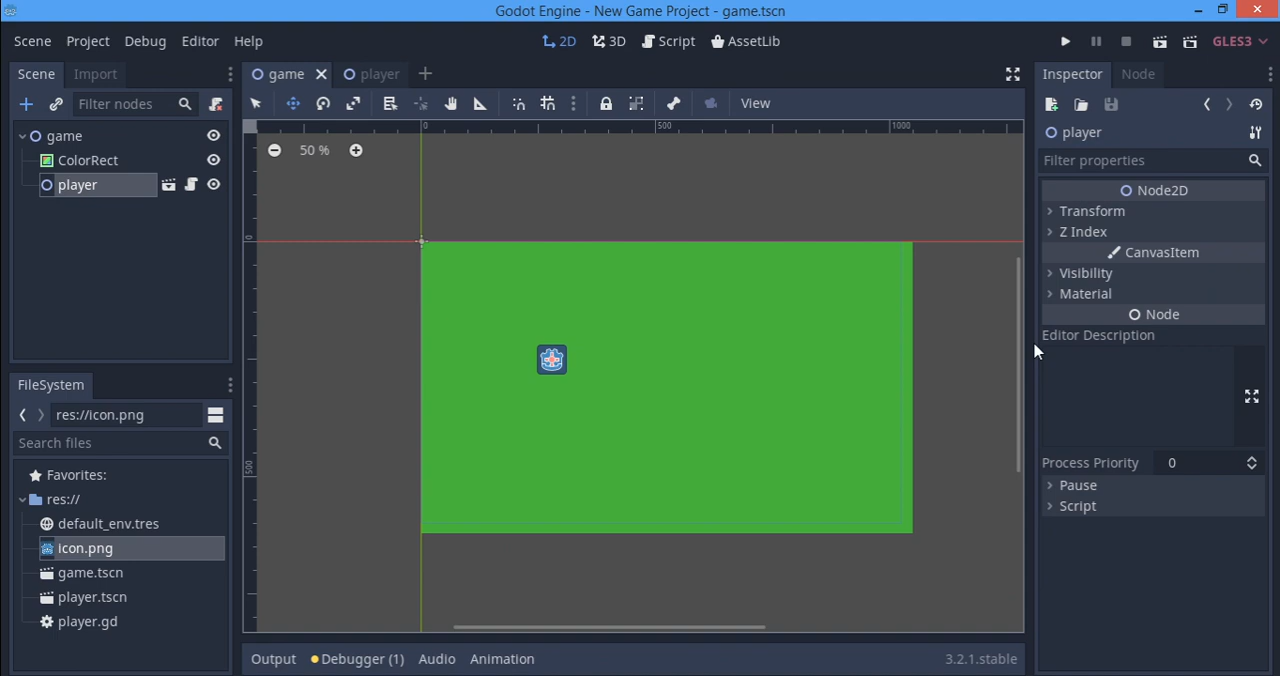 Godot Engine - New Game Project - game.tscn
Scene Project Debug Editor Help
2D 3D Script AssetLib
GLES3
Scene Import
Filter nodes
game
ColorRect
player
FileSystem
res://icon.png
Search files
Favorites:
res://
default_env.tres
icon.png
game.tscn
player.tscn
player.gd
game player
View
0 500 1000
50 %
0
500
Output Debugger (1) Audio Animation 3.2.1.stable
Inspector Node
player
Filter properties
Node2D
Transform
Z Index
CanvasItem
Visibility
Material
Node
Editor Description
Process Priority 0
Pause
Script